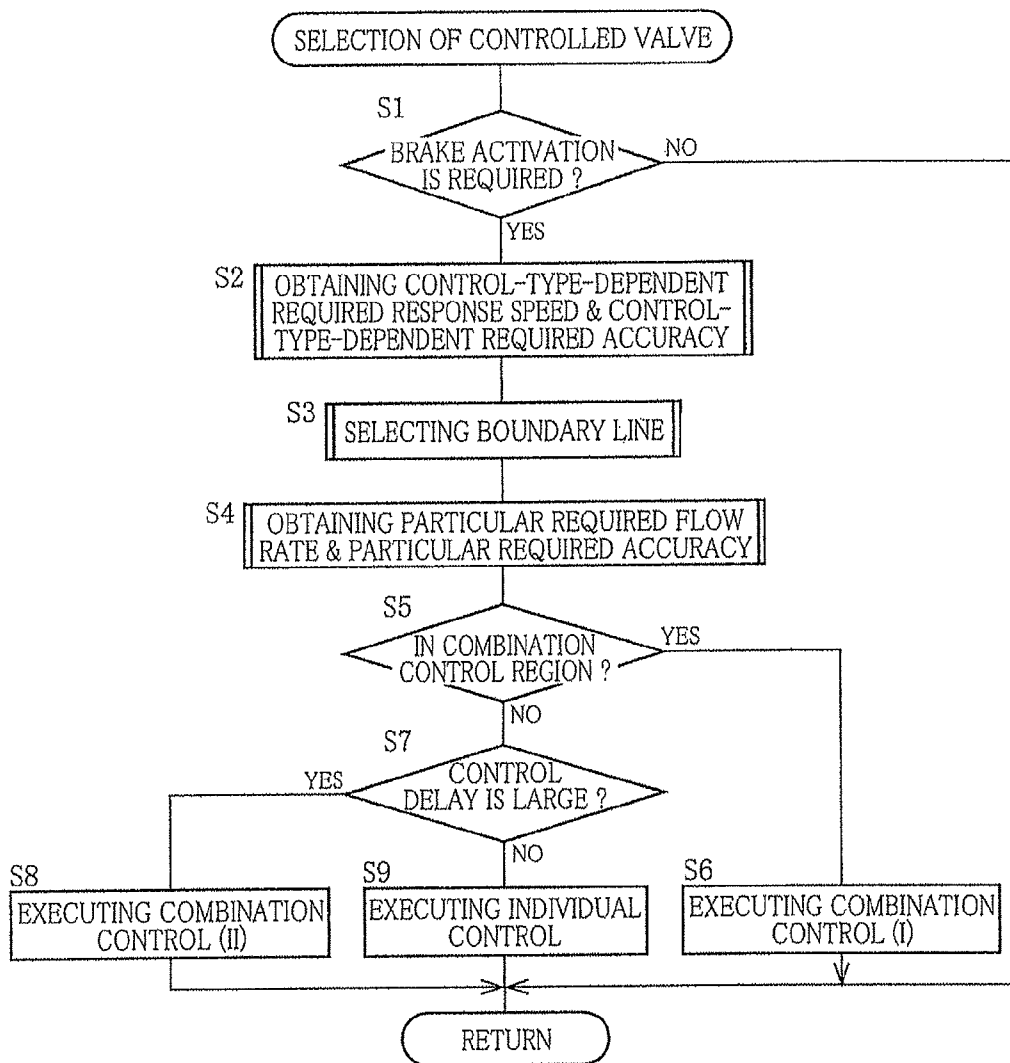 SELECTION OF CONTROLLED VALVE
S1
BRAKE ACTIVATION
IS REQUIRED ?
NO
YES
S2
OBTAINING CONTROL-TYPE-DEPENDENT
REQUIRED RESPONSE SPEED & CONTROL-
TYPE-DEPENDENT REQUIRED ACCURACY
S3
SELECTING BOUNDARY LINE
S4
OBTAINING PARTICULAR REQUIRED FLOW
RATE & PARTICULAR REQUIRED ACCURACY
S5
IN COMBINATION
CONTROL REGION ?
YES
NO
S7
CONTROL
DELAY IS LARGE ?
YES
NO
S8
EXECUTING COMBINATION
CONTROL (II)
S9
EXECUTING INDIVIDUAL
CONTROL
S6
EXECUTING COMBINATION
CONTROL (I)
RETURN